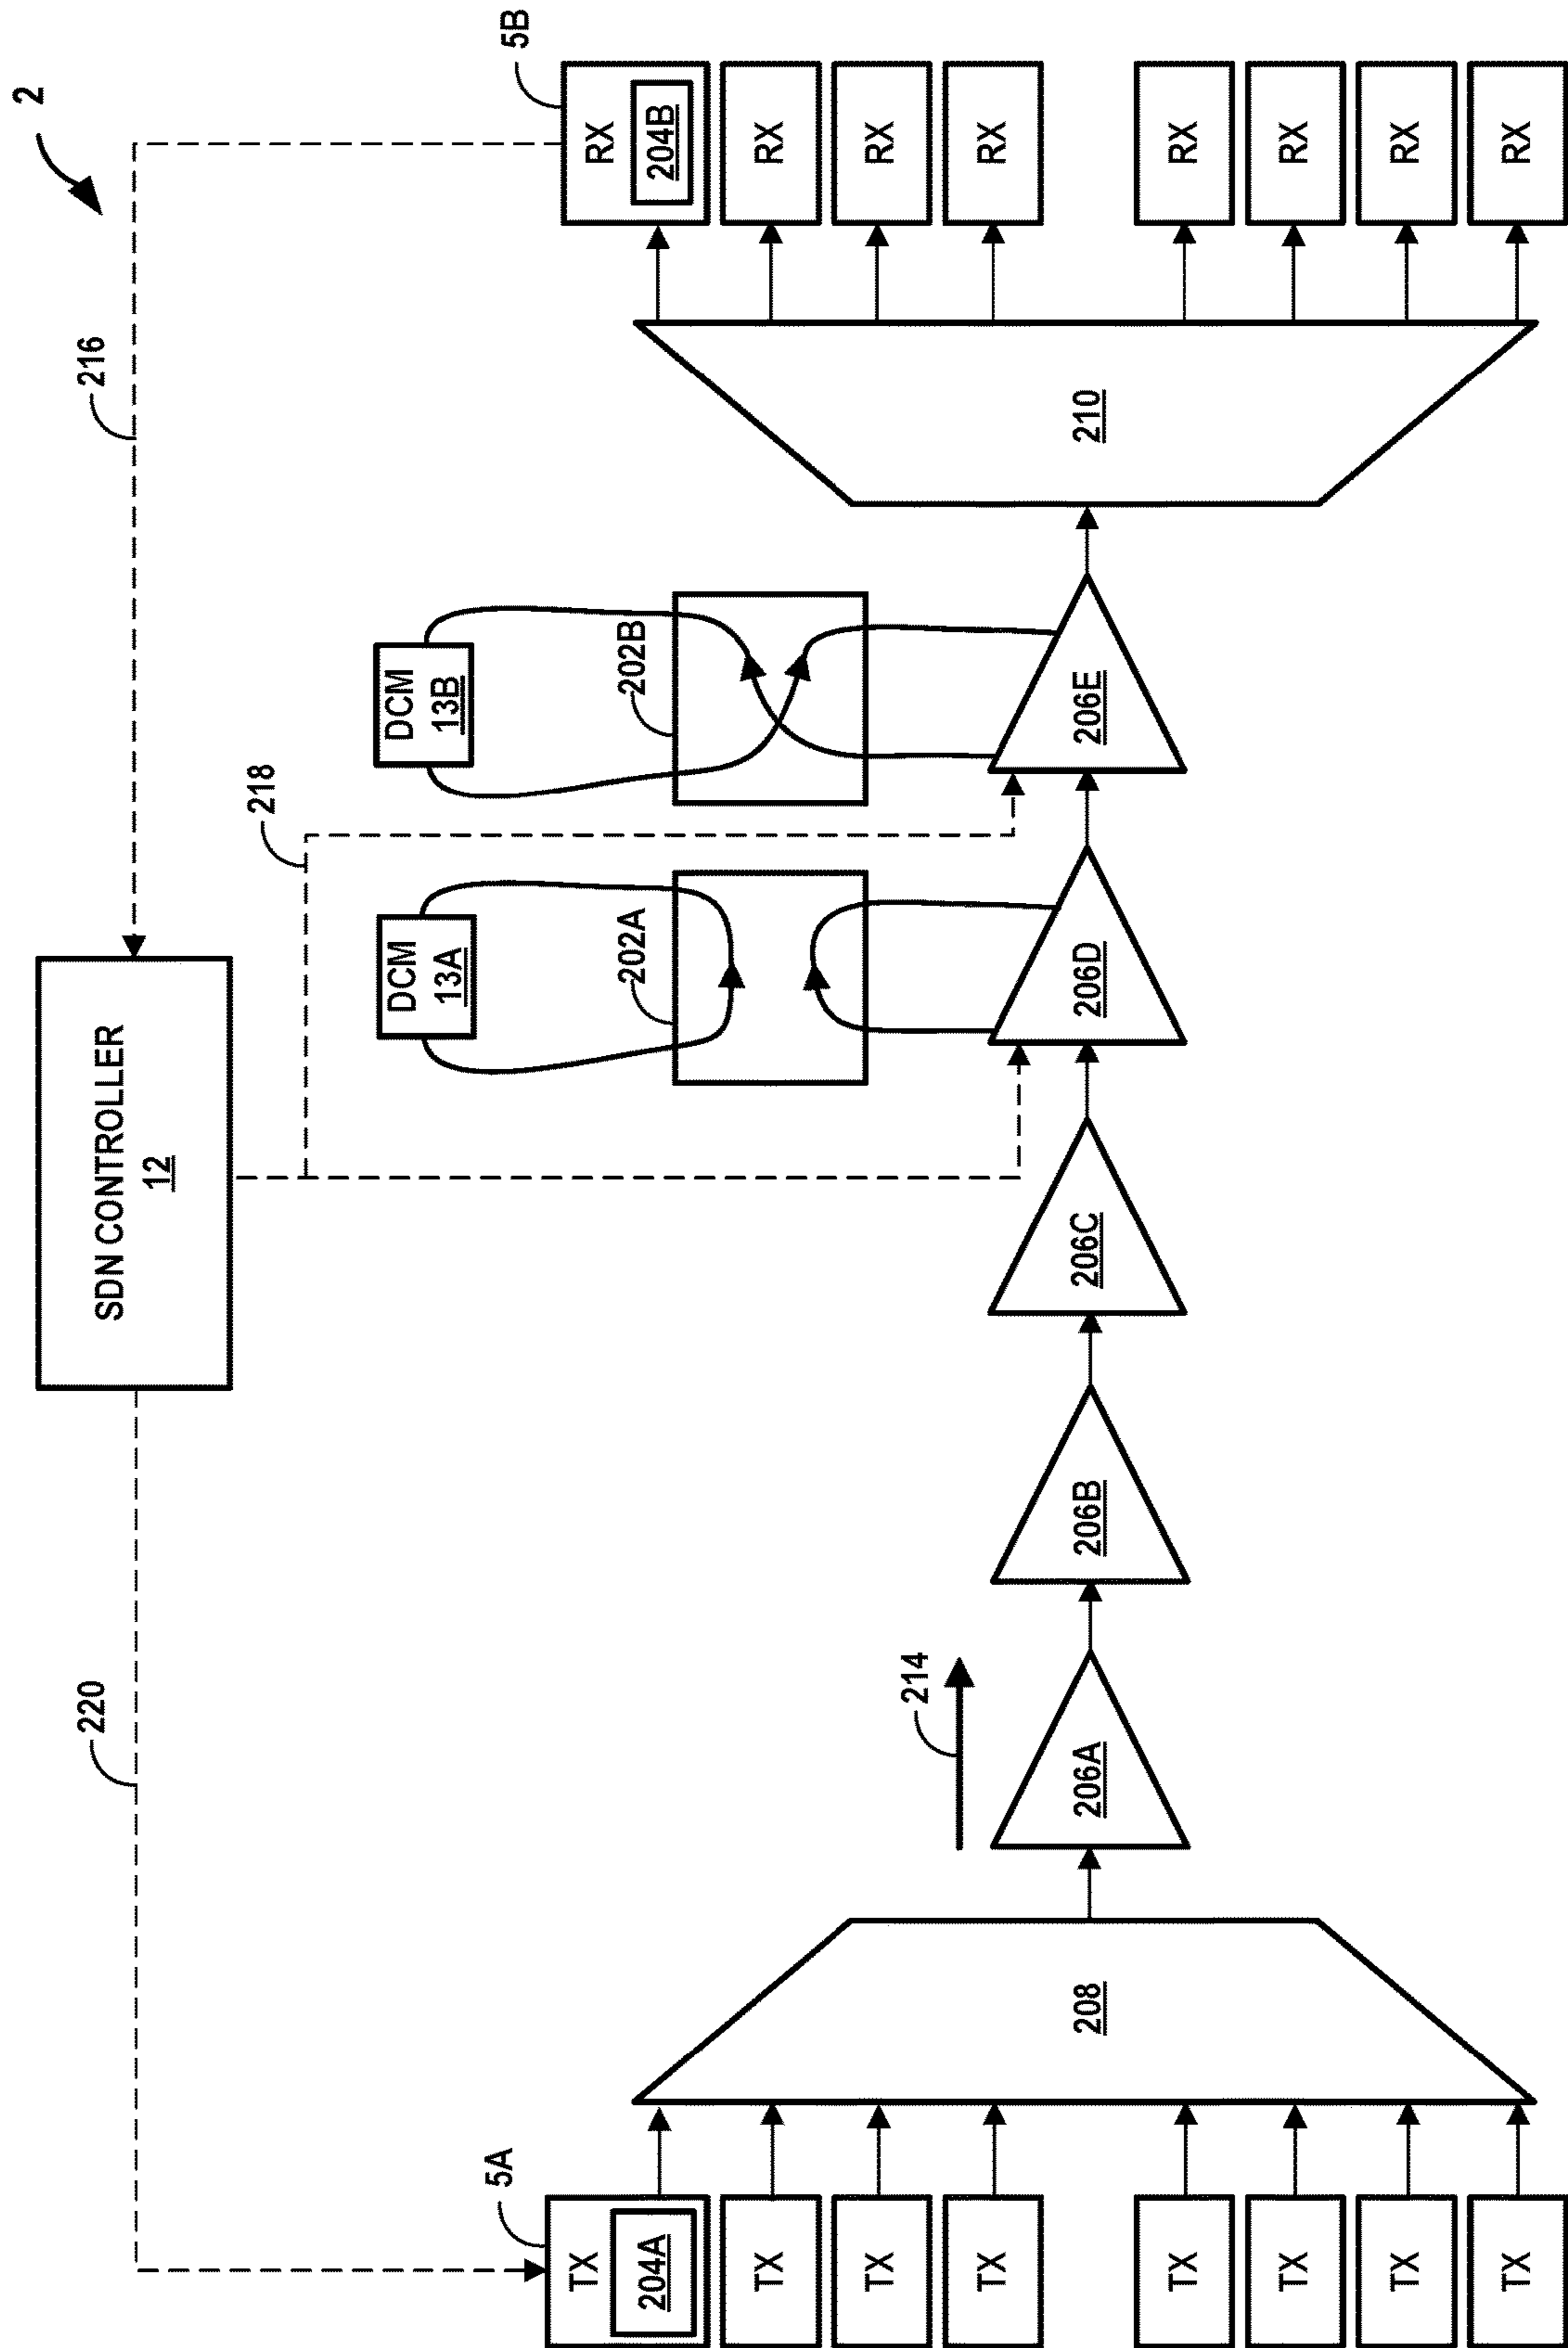 2
220
216
SDN CONTROLLER
12
218
5A
5B
TX
204A
TX
TX
TX
TX
TX
TX
TX
208
214
206A
206B
206C
206D
206E
DCM
13A
202A
DCM
13B
202B
210
RX
204B
RX
RX
RX
RX
RX
RX
RX